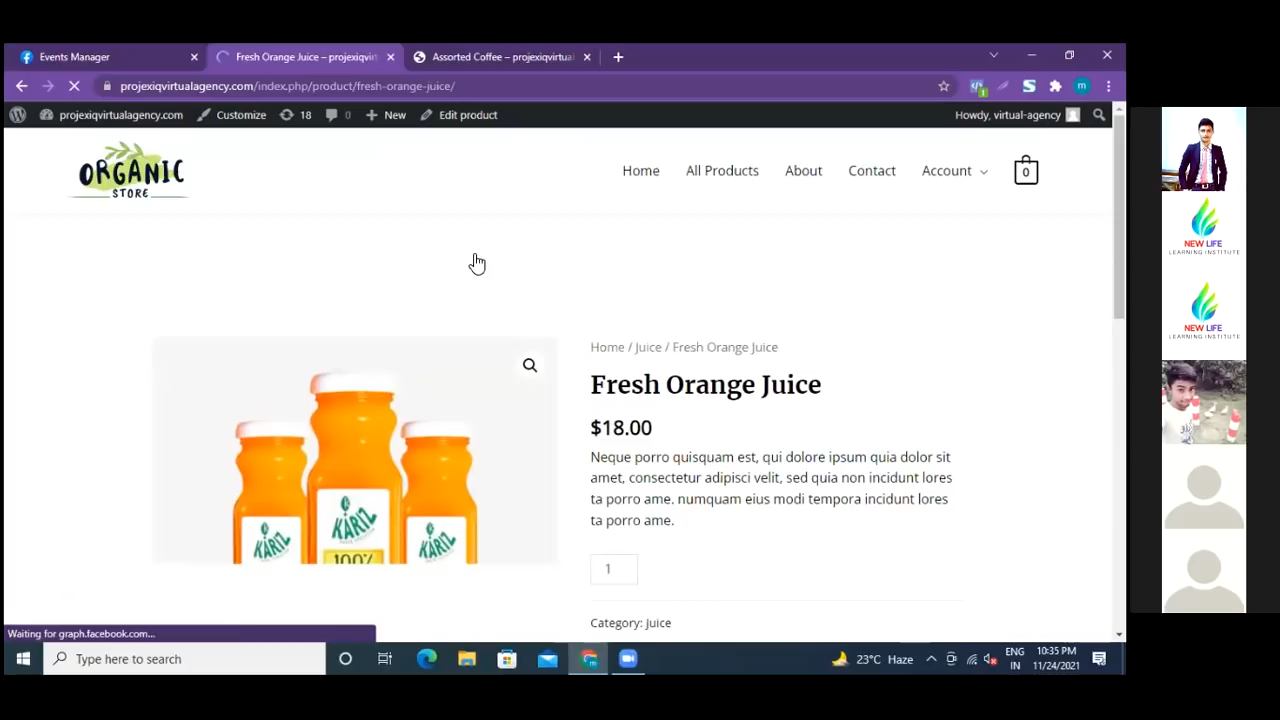 Events Manager
Fresh Orange Juice – projexiqvirt
Assorted Coffee – projexiqvirtua
projexiqvirtualagency.com/index.php/product/fresh-orange-juice/
projexiqvirtualagency.com Customize 18 0 New Edit product Howdy, virtual-agency
ORGANIC
STORE
Home All Products About Contact Account 0
NEW LIFE
LEARNING INSTITUTE
NEW LIFE
LEARNING INSTITUTE
Home / Juice / Fresh Orange Juice
Fresh Orange Juice
$18.00
Neque porro quisquam est, qui dolore ipsum quia dolor sit
amet, consectetur adipisci velit, sed quia non incidunt lores
ta porro ame. numquam eius modi tempora incidunt lores
ta porro ame.
KARIZ
KARIZ
KARIZ
100%
1
Category: Juice
Waiting for graph.facebook.com...
Type here to search
23°C Haze
ENG
IN
10:35 PM
11/24/2021